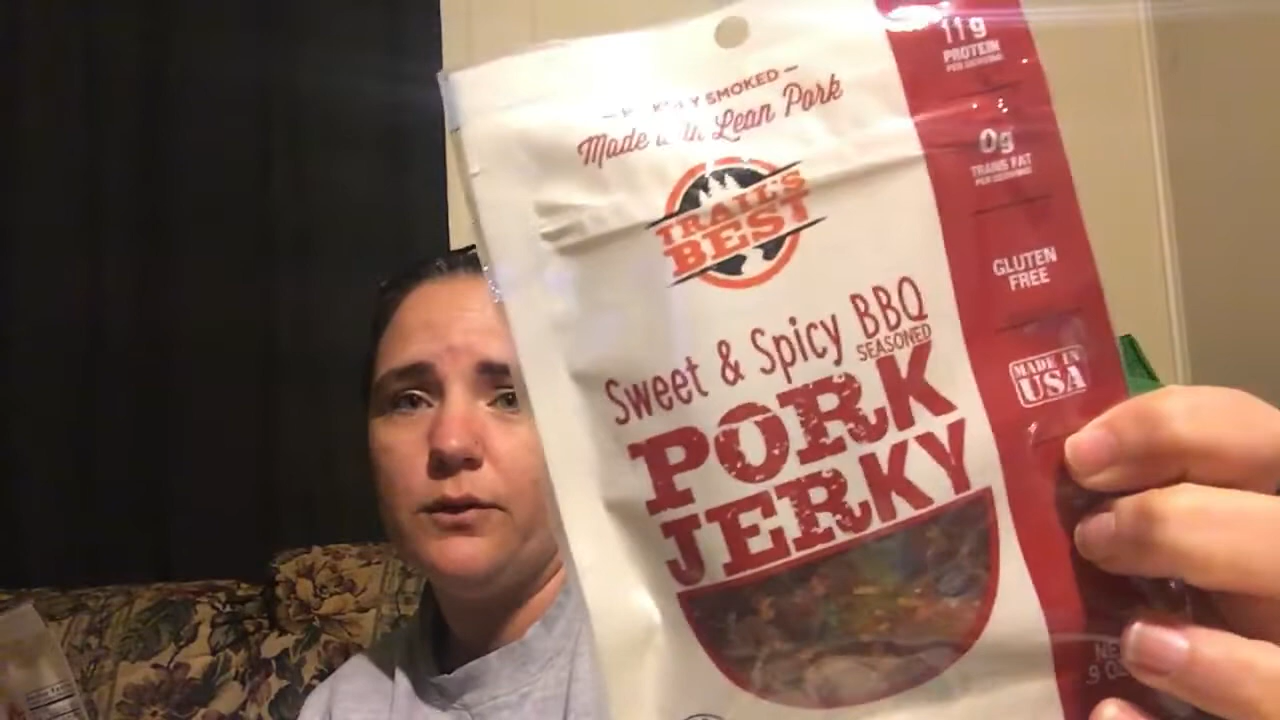 SMOKED
Made with Lean Pork
TRAIL'S
BEST
Sweet & Spicy BBQ
SEASONED
PORK
JERKY
11g
PROTEIN
PER SERVING
0g
TRANS FAT
PER SERVING
GLUTEN
FREE
MADE IN
USA